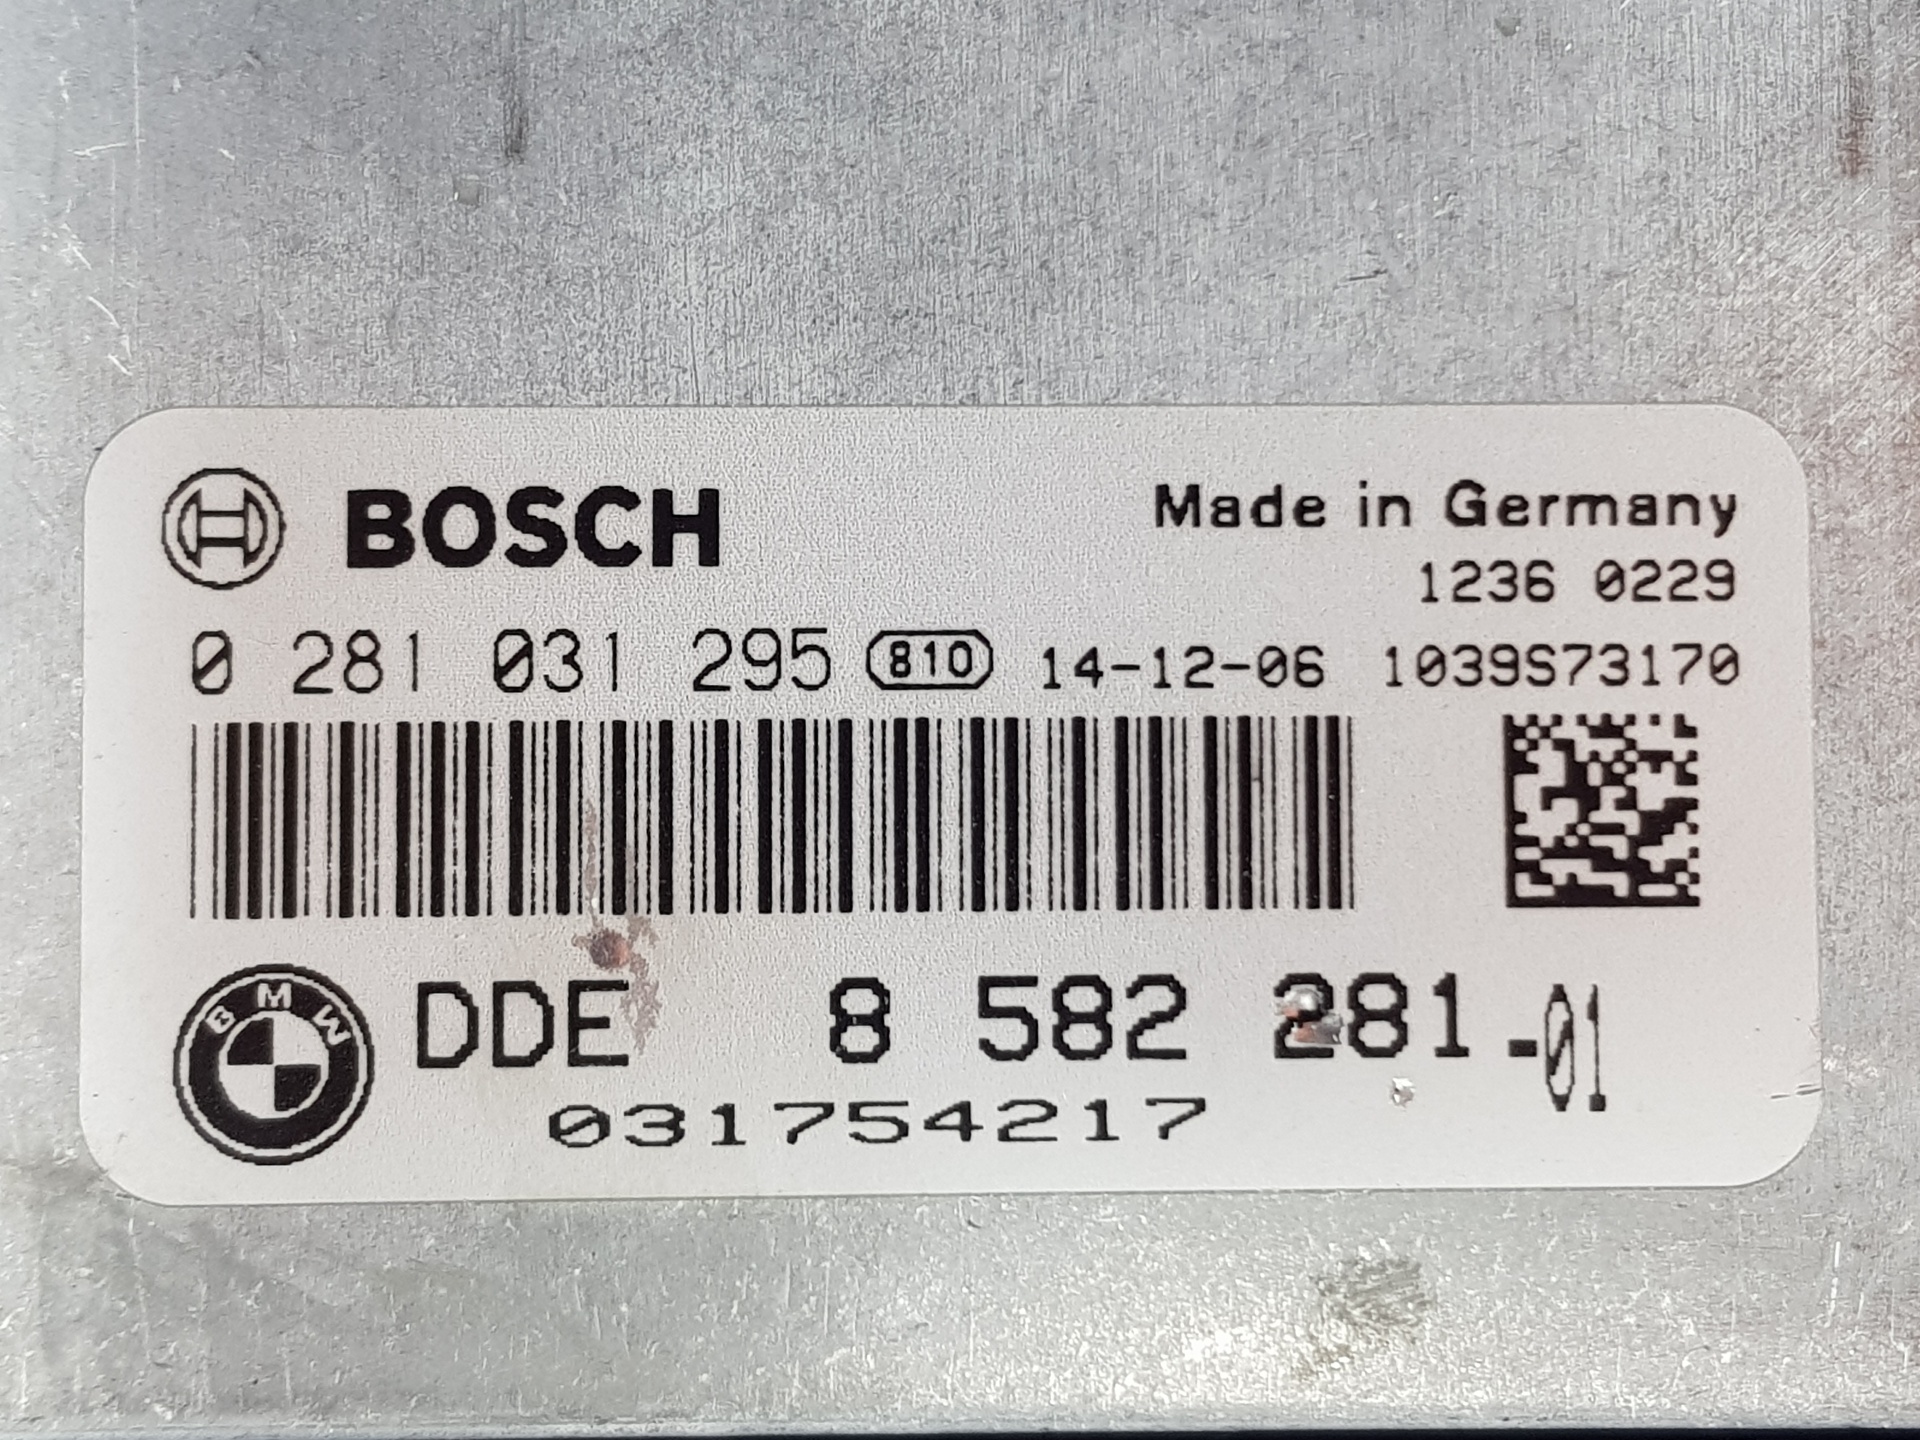 BOSCH
Made in Germany
1236 0229
0 281 031 295 810 14-12-06 1039S73170
BMW
DDE 8 582 281 -01
031754217